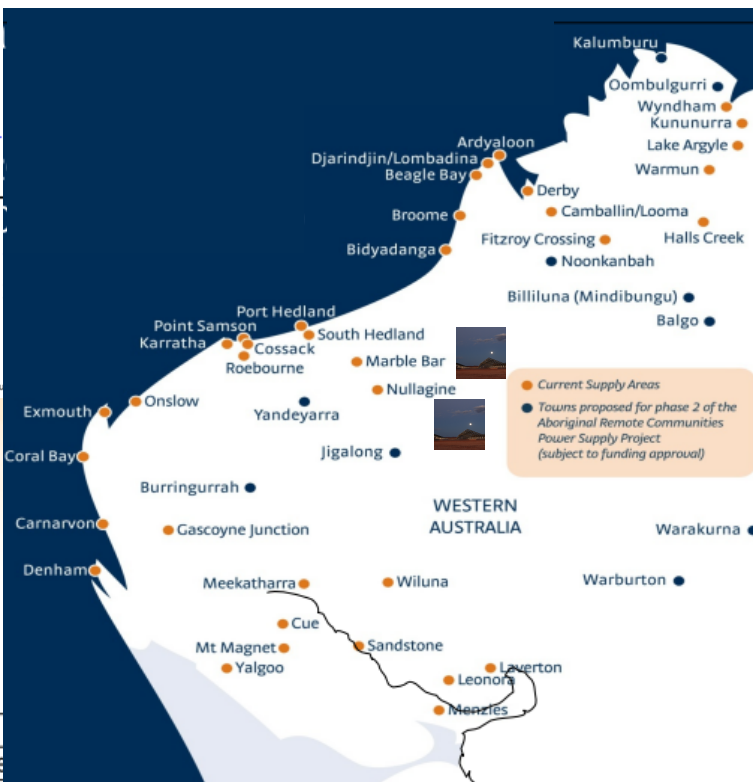 Kalumburu
Oombulgurri
Wyndham
Kununurra
Ardyaloon
Lake Argyle
Djarindjin/Lombadina
Warmun
Beagle Bay
Derby
Camballin/Looma
Broome
Halls Creek
Fitzroy Crossing
Bidyadanga
Noonkanbah
Billiluna (Mindibungu)
Balgo
Port Hedland
Point Samson
South Hedland
Karratha
Cossack
Roebourne
Marble Bar
Nullagine
Current Supply Areas
Onslow
Exmouth
Yandeyarra
Towns proposed for phase 2 of the
Aboriginal Remote Communities
Power Supply Project
(subject to funding approval)
Jigalong
Coral Bay
Burringurrah
WESTERN
AUSTRALIA
Carnarvon
Gascoyne Junction
Warakurna
Denham
Meekatharra
Wiluna
Warburton
Cue
Mt Magnet
Sandstone
Yalgoo
Laverton
Leonora
Menzies